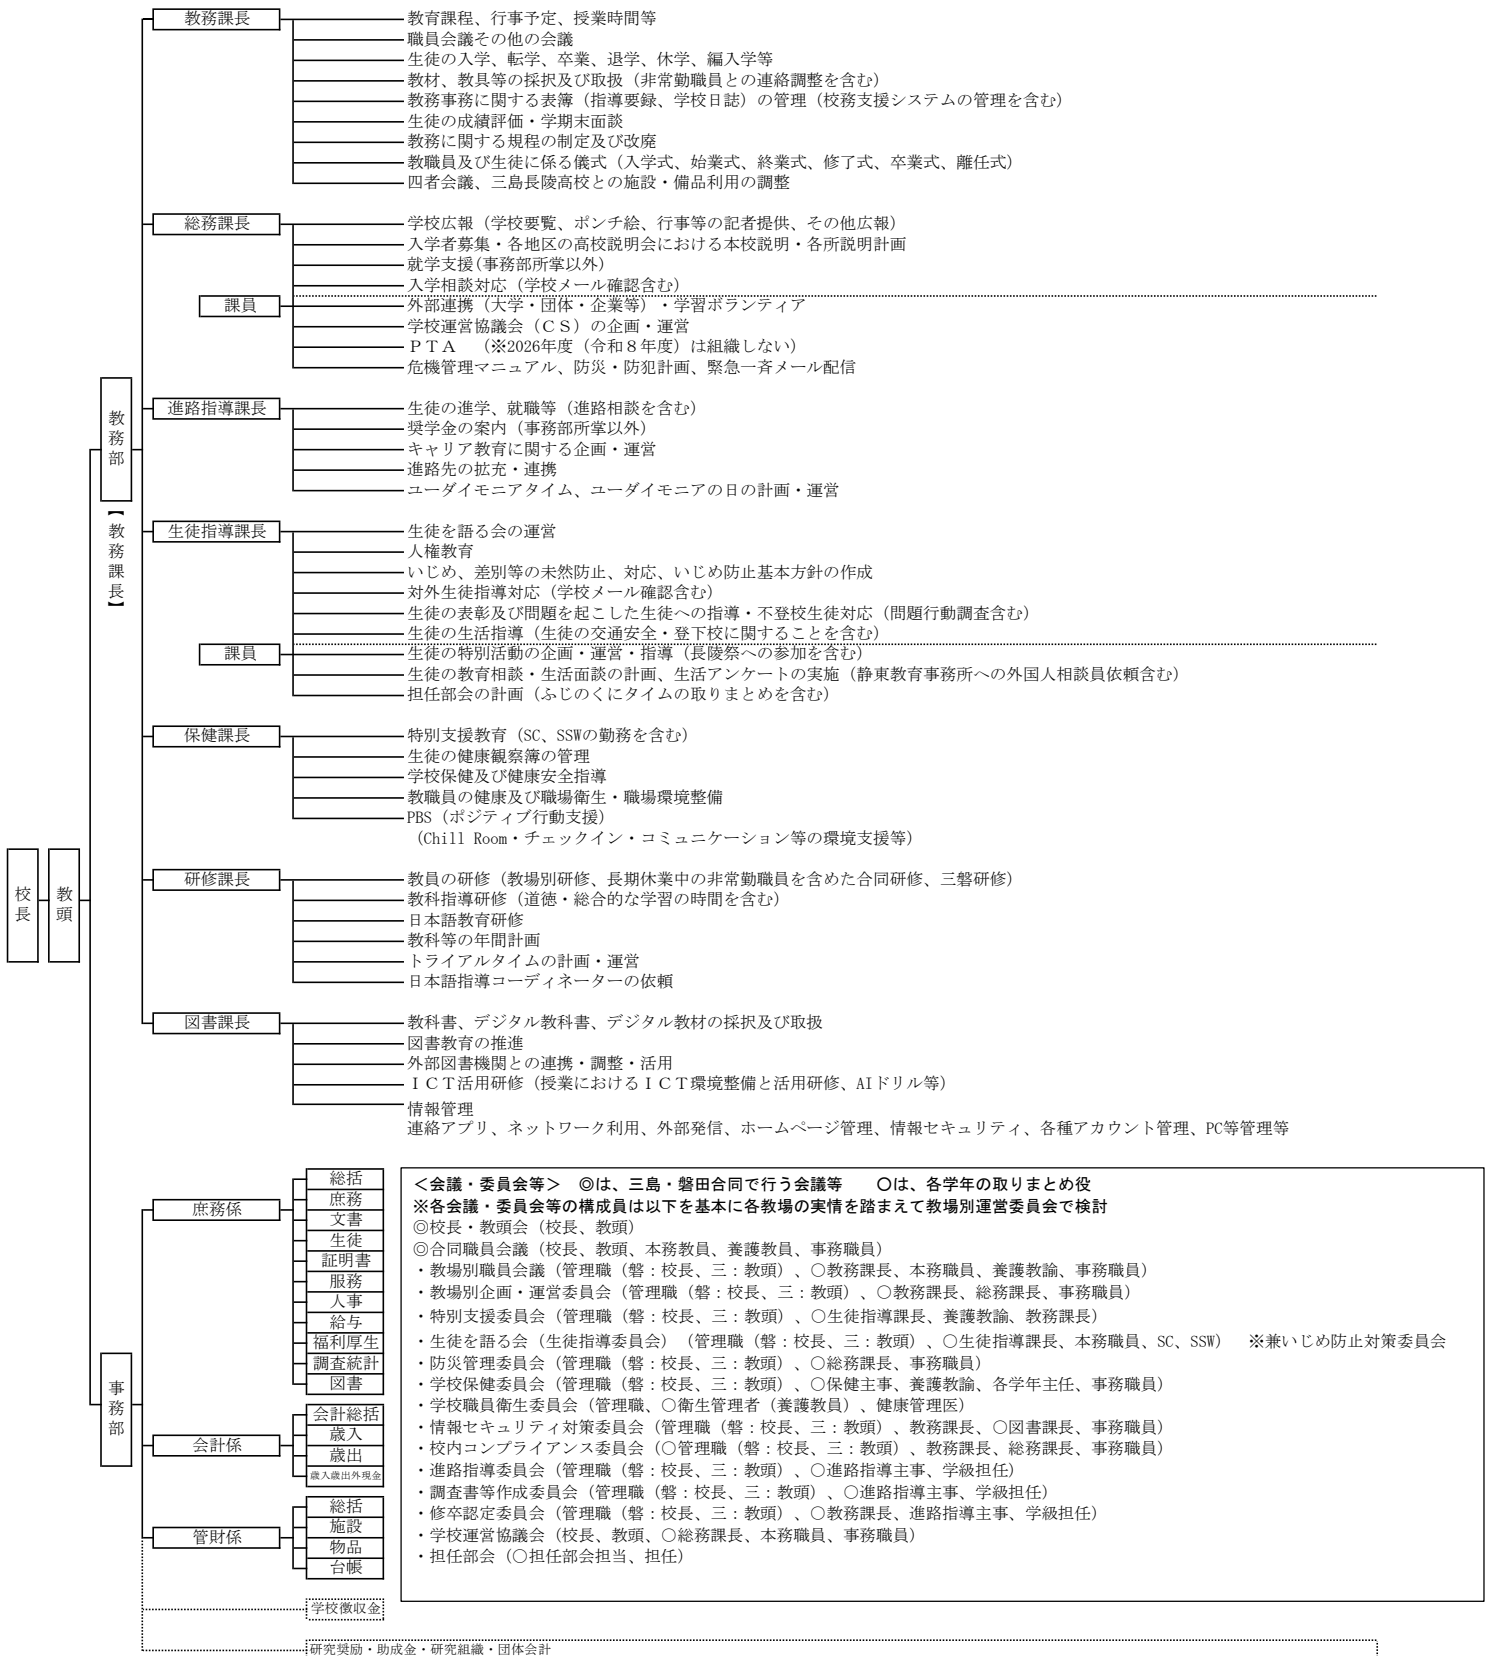 校長
教頭
教務部
【教務課長】
教務課長
教育課程、行事予定、授業時間等
職員会議その他の会議
生徒の入学、転学、卒業、退学、休学、編入学等
教材、教具等の採択及び取扱（非常勤職員との連絡調整を含む）
教務事務に関する表簿（指導要録、学校日誌）の管理（校務支援システムの管理を含む）
生徒の成績評価・学期末面談
教務に関する規程の制定及び改廃
教職員及び生徒に係る儀式（入学式、始業式、終業式、修了式、卒業式、離任式）
四者会議、三島長陵高校との施設・備品利用の調整
総務課長
学校広報（学校要覧、ポンチ絵、行事等の記者提供、その他広報）
入学者募集・各地区の高校説明会における本校説明・各所説明計画
就学支援(事務部所掌以外)
入学相談対応（学校メール確認含む）
課員
外部連携（大学・団体・企業等）・学習ボランティア
学校運営協議会（ＣＳ）の企画・運営
ＰＴＡ　（※2026年度（令和８年度）は組織しない）
危機管理マニュアル、防災・防犯計画、緊急一斉メール配信
進路指導課長
生徒の進学、就職等（進路相談を含む）
奨学金の案内（事務部所掌以外）
キャリア教育に関する企画・運営
進路先の拡充・連携
ユーダイモニアタイム、ユーダイモニアの日の計画・運営
生徒指導課長
生徒を語る会の運営
人権教育
いじめ、差別等の未然防止、対応、いじめ防止基本方針の作成
対外生徒指導対応（学校メール確認含む）
生徒の表彰及び問題を起こした生徒への指導・不登校生徒対応（問題行動調査含む）
生徒の生活指導（生徒の交通安全・登下校に関することを含む）
課員
生徒の特別活動の企画・運営・指導（長陵祭への参加を含む）
生徒の教育相談・生活面談の計画、生活アンケートの実施（静東教育事務所への外国人相談員依頼含む）
担任部会の計画（ふじのくにタイムの取りまとめを含む）
保健課長
特別支援教育（SC、SSWの勤務を含む）
生徒の健康観察簿の管理
学校保健及び健康安全指導
教職員の健康及び職場衛生・職場環境整備
PBS（ポジティブ行動支援）
（Chill Room・チェックイン・コミュニケーション等の環境支援等）
研修課長
教員の研修（教場別研修、長期休業中の非常勤職員を含めた合同研修、三磐研修）
教科指導研修（道徳・総合的な学習の時間を含む）
日本語教育研修
教科等の年間計画
トライアルタイムの計画・運営
日本語指導コーディネーターの依頼
図書課長
教科書、デジタル教科書、デジタル教材の採択及び取扱
図書教育の推進
外部図書機関との連携・調整・活用
ＩＣＴ活用研修（授業におけるＩＣＴ環境整備と活用研修、AIドリル等）
情報管理
連絡アプリ、ネットワーク利用、外部発信、ホームページ管理、情報セキュリティ、各種アカウント管理、PC等管理等
事務部
庶務係
総括
庶務
文書
生徒
証明書
服務
人事
給与
福利厚生
調査統計
図書
会計係
会計総括
歳入
歳出
歳入歳出外現金
管財係
総括
施設
物品
台帳
学校徴収金
研究奨励・助成金・研究組織・団体会計
＜会議・委員会等＞　◎は、三島・磐田合同で行う会議等　　○は、各学年の取りまとめ役
※各会議・委員会等の構成員は以下を基本に各教場の実情を踏まえて教場別運営委員会で検討
◎校長・教頭会（校長、教頭）
◎合同職員会議（校長、教頭、本務教員、養護教員、事務職員）
・教場別職員会議（管理職（磐：校長、三：教頭）、○教務課長、本務職員、養護教諭、事務職員）
・教場別企画・運営委員会（管理職（磐：校長、三：教頭）、○教務課長、総務課長、事務職員）
・特別支援委員会（管理職（磐：校長、三：教頭）、○生徒指導課長、養護教諭、教務課長）
・生徒を語る会（生徒指導委員会）（管理職（磐：校長、三：教頭）、○生徒指導課長、本務職員、SC、SSW）　※兼いじめ防止対策委員会
・防災管理委員会（管理職（磐：校長、三：教頭）、○総務課長、事務職員）
・学校保健委員会（管理職（磐：校長、三：教頭）、○保健主事、養護教諭、各学年主任、事務職員）
・学校職員衛生委員会（管理職、○衛生管理者（養護教員）、健康管理医）
・情報セキュリティ対策委員会（管理職（磐：校長、三：教頭）、教務課長、○図書課長、事務職員）
・校内コンプライアンス委員会（○管理職（磐：校長、三：教頭）、教務課長、総務課長、事務職員）
・進路指導委員会（管理職（磐：校長、三：教頭）、○進路指導主事、学級担任）
・調査書等作成委員会（管理職（磐：校長、三：教頭）、○進路指導主事、学級担任）
・修卒認定委員会（管理職（磐：校長、三：教頭）、○教務課長、進路指導主事、学級担任）
・学校運営協議会（校長、教頭、○総務課長、本務職員、事務職員）
・担任部会（○担任部会担当、担任）